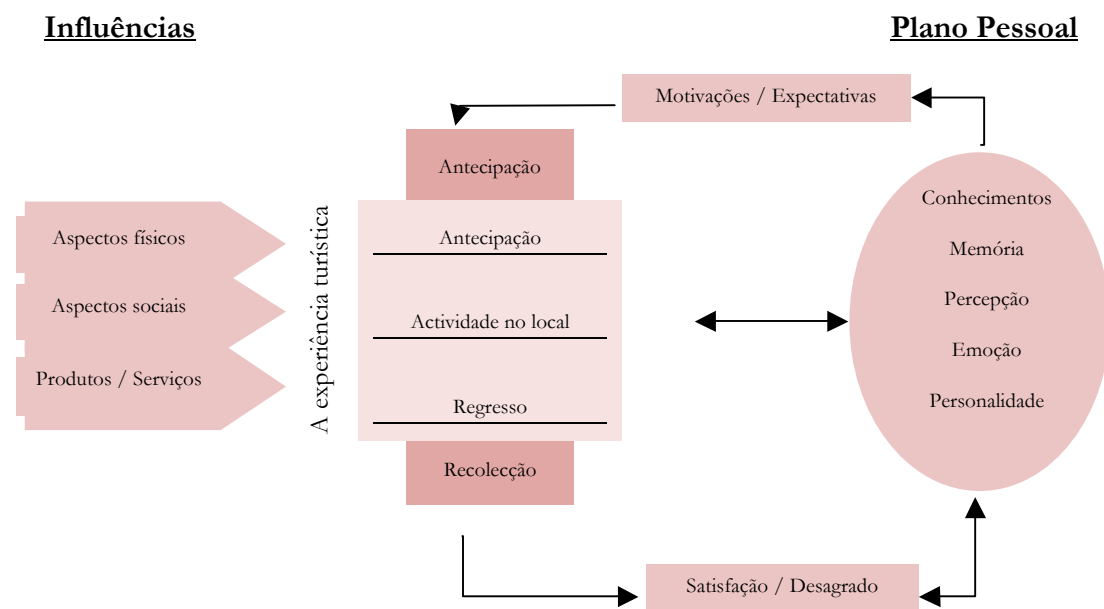 Influências
Plano Pessoal
Motivações / Expectativas
Antecipação
Conhecimentos
Memória
Percepção
Emoção
Personalidade
Aspectos físicos
Aspectos sociais
Produtos / Serviços
A experiência turística
Antecipação
Actividade no local
Regresso
Recolecção
Satisfação / Desagrado